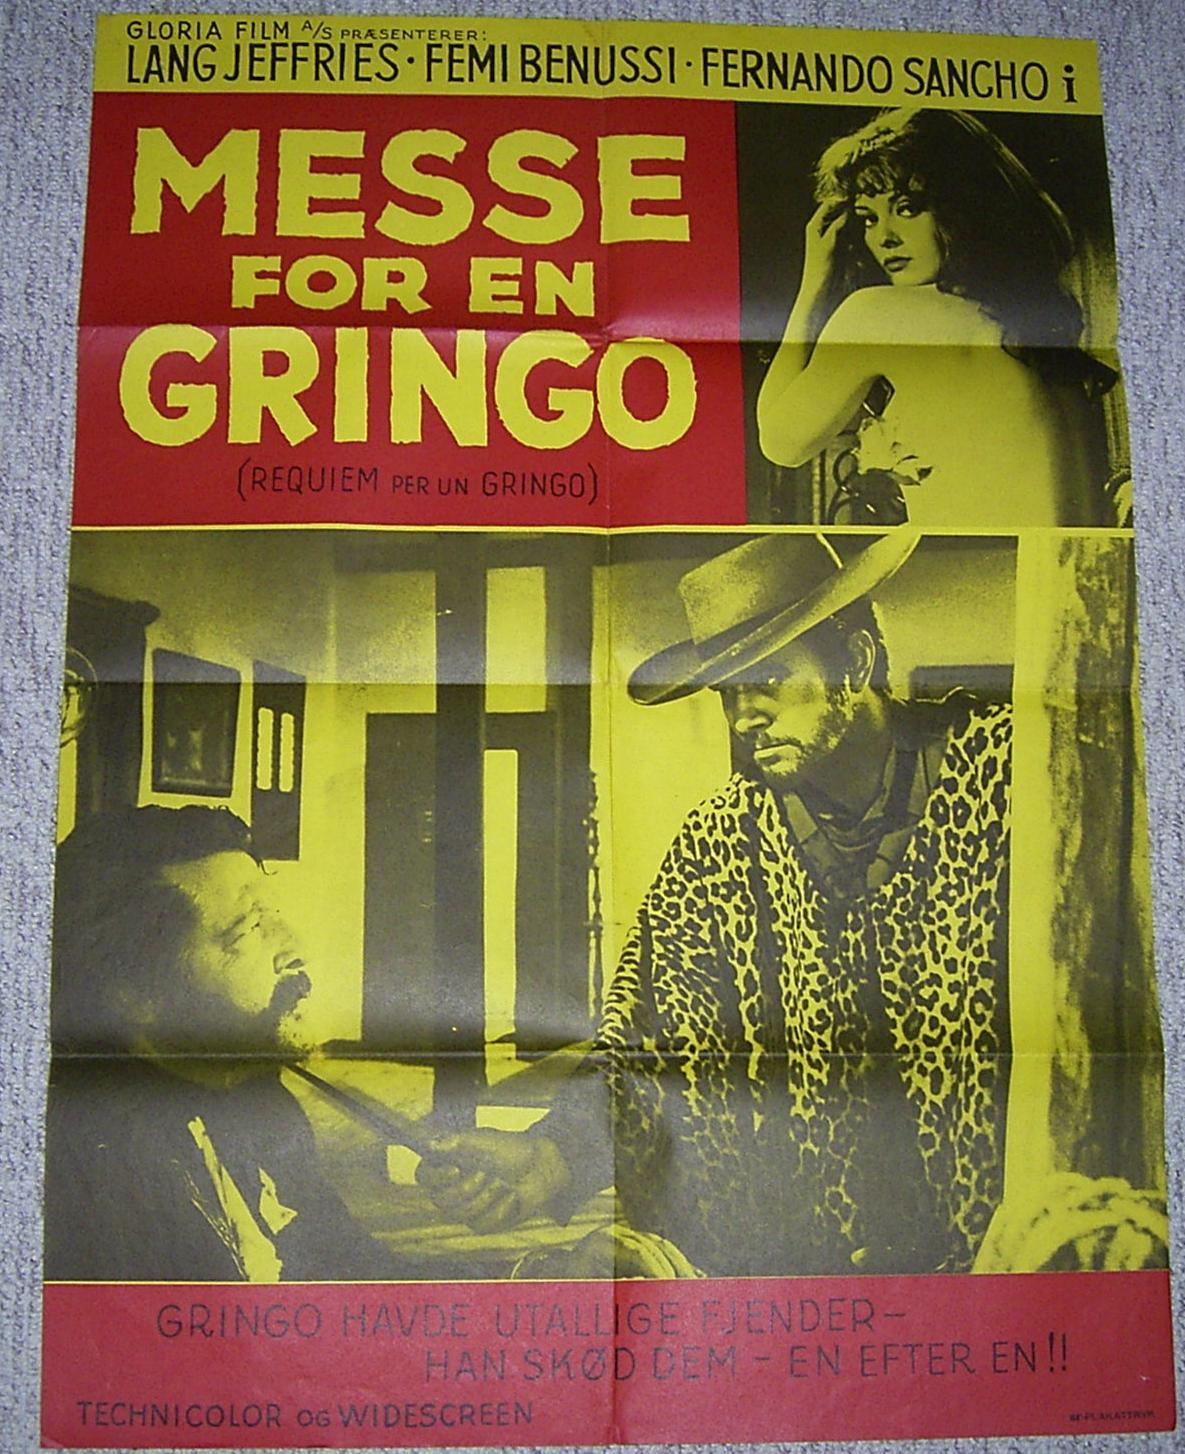 GLORIA FILM A/S PRÆSENTERER:
LANG JEFFRIES · FEMI BENUSSI · FERNANDO SANCHO i
MESSE
FOR EN
GRINGO
(REQUIEM PER UN GRINGO)
GRINGO HAVDE UTALLIGE FJENDER—
HAN SKØD DEM — EN EFTER EN!!
TECHNICOLOR OG WIDESCREEN